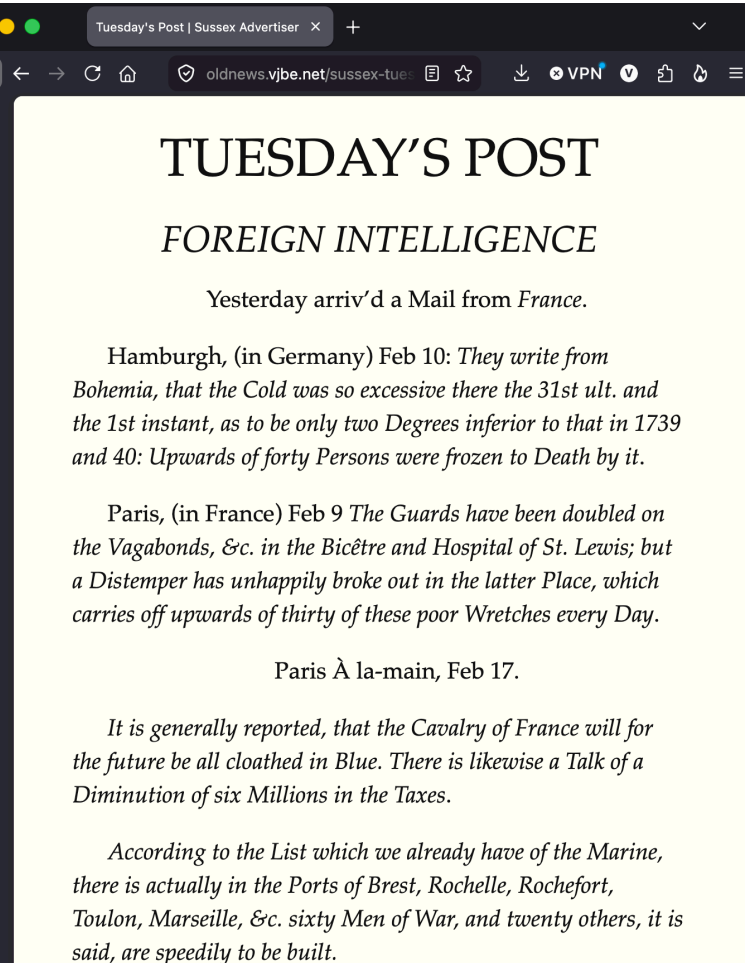 Tuesday's Post | Sussex Advertiser
oldnews.vjbe.net/sussex-tues
VPN
V
TUESDAY’S POST
FOREIGN INTELLIGENCE
Yesterday arriv’d a Mail from France.
Hamburgh, (in Germany) Feb 10: They write from
Bohemia, that the Cold was so excessive there the 31st ult. and
the 1st instant, as to be only two Degrees inferior to that in 1739
and 40: Upwards of forty Persons were frozen to Death by it.
Paris, (in France) Feb 9 The Guards have been doubled on
the Vagabonds, &c. in the Bicêtre and Hospital of St. Lewis; but
a Distemper has unhappily broke out in the latter Place, which
carries off upwards of thirty of these poor Wretches every Day.
Paris À la-main, Feb 17.
It is generally reported, that the Cavalry of France will for
the future be all cloathed in Blue. There is likewise a Talk of a
Diminution of six Millions in the Taxes.
According to the List which we already have of the Marine,
there is actually in the Ports of Brest, Rochelle, Rochefort,
Toulon, Marseille, &c. sixty Men of War, and twenty others, it is
said, are speedily to be built.